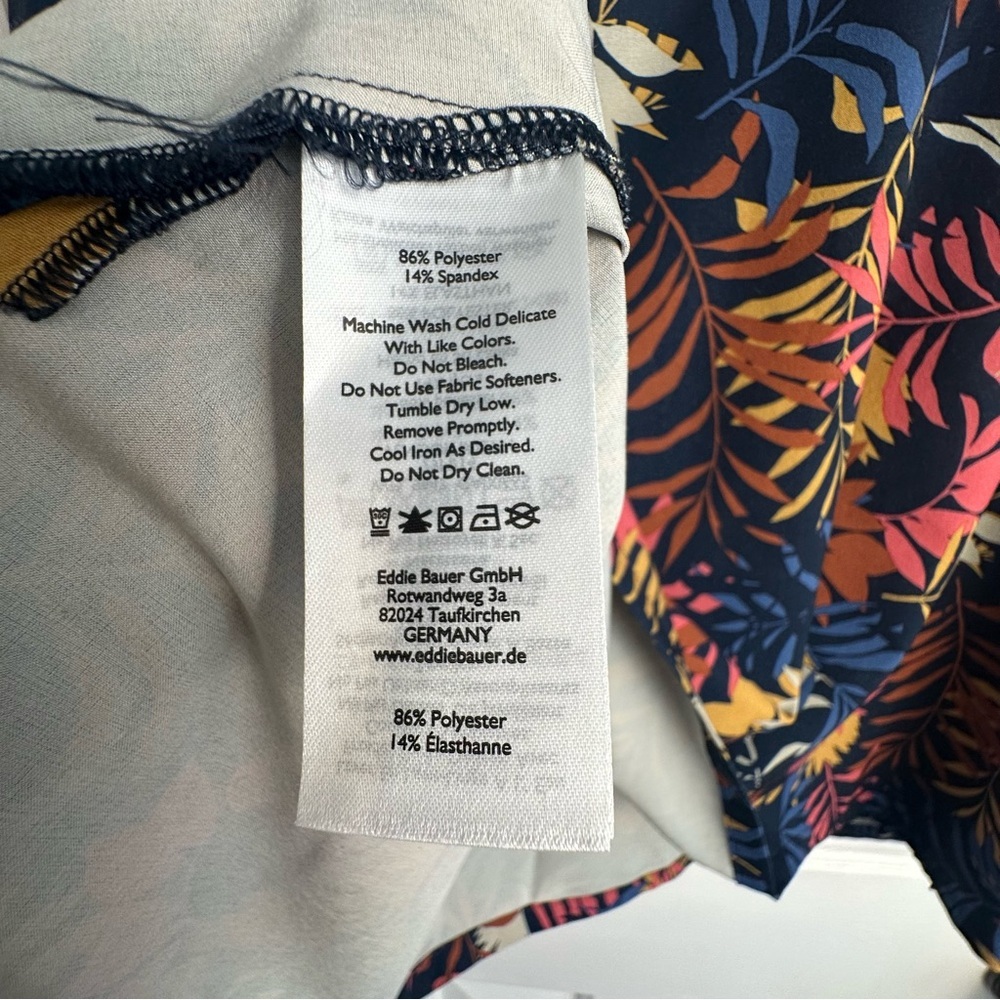 86% Polyester
14% Spandex
Machine Wash Cold Delicate
With Like Colors.
Do Not Bleach.
Do Not Use Fabric Softeners.
Tumble Dry Low.
Remove Promptly.
Cool Iron As Desired.
Do Not Dry Clean.
Eddie Bauer GmbH
Rotwandweg 3a
82024 Taufkirchen
GERMANY
www.eddiebauer.de
86% Polyester
14% Élasthanne